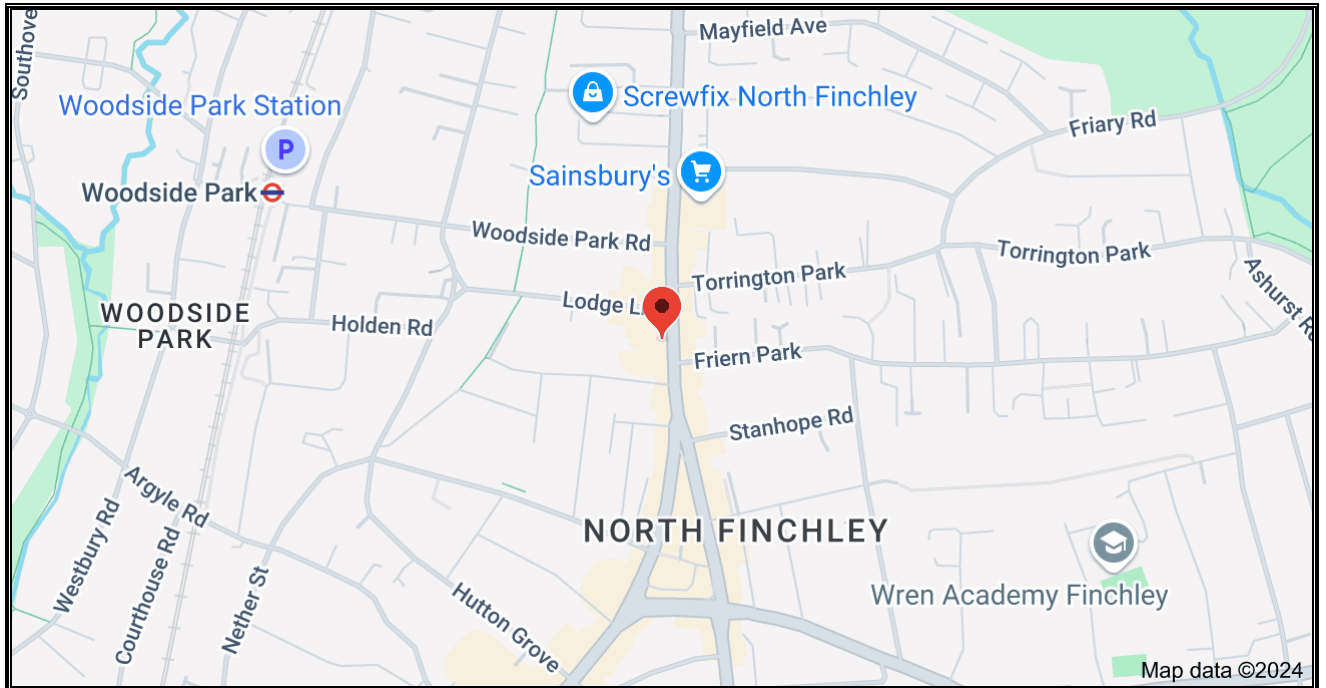 Mayfield Ave
Southove
Woodside Park Station
P
Screwfix North Finchley
Friary Rd
Sainsbury's
Woodside Park
Woodside Park Rd
Torrington Park
Torrington Park
Ashurst Rd
WOODSIDE
PARK
Lodge L
Holden Rd
Friern Park
Stanhope Rd
Argyle Rd
NORTH FINCHLEY
Westbury Rd
Courthouse Rd
Nether St
Hutton Grove
Wren Academy Finchley
Map data ©2024